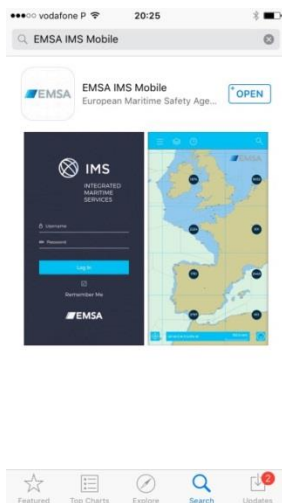 vodafone P 20:25
EMSA IMS Mobile
EMSA
EMSA IMS Mobile
European Maritime Safety Age...
OPEN
IMS
INTEGRATED
MARITIME
SERVICES
Username
Password
Log in
Remember Me
EMSA
EMSA
2
Featured Top Charts Explore Search Updates